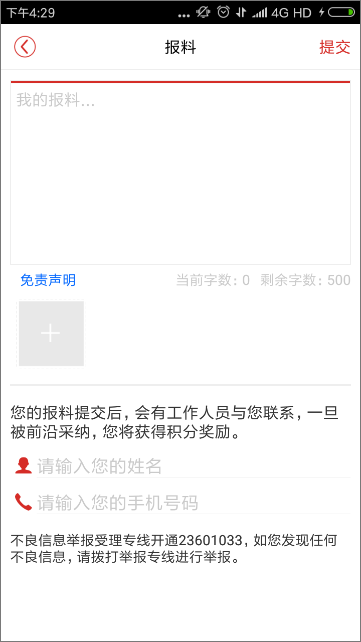 下午4:29 ... 4G HD
报料 提交
我的报料...
免责声明 当前字数: 0 剩余字数: 500
您的报料提交后, 会有工作人员与您联系, 一旦
被前沿采纳, 您将获得积分奖励。
请输入您的姓名
请输入您的手机号码
不良信息举报受理专线开通23601033, 如您发现任何
不良信息, 请拨打举报专线进行举报。